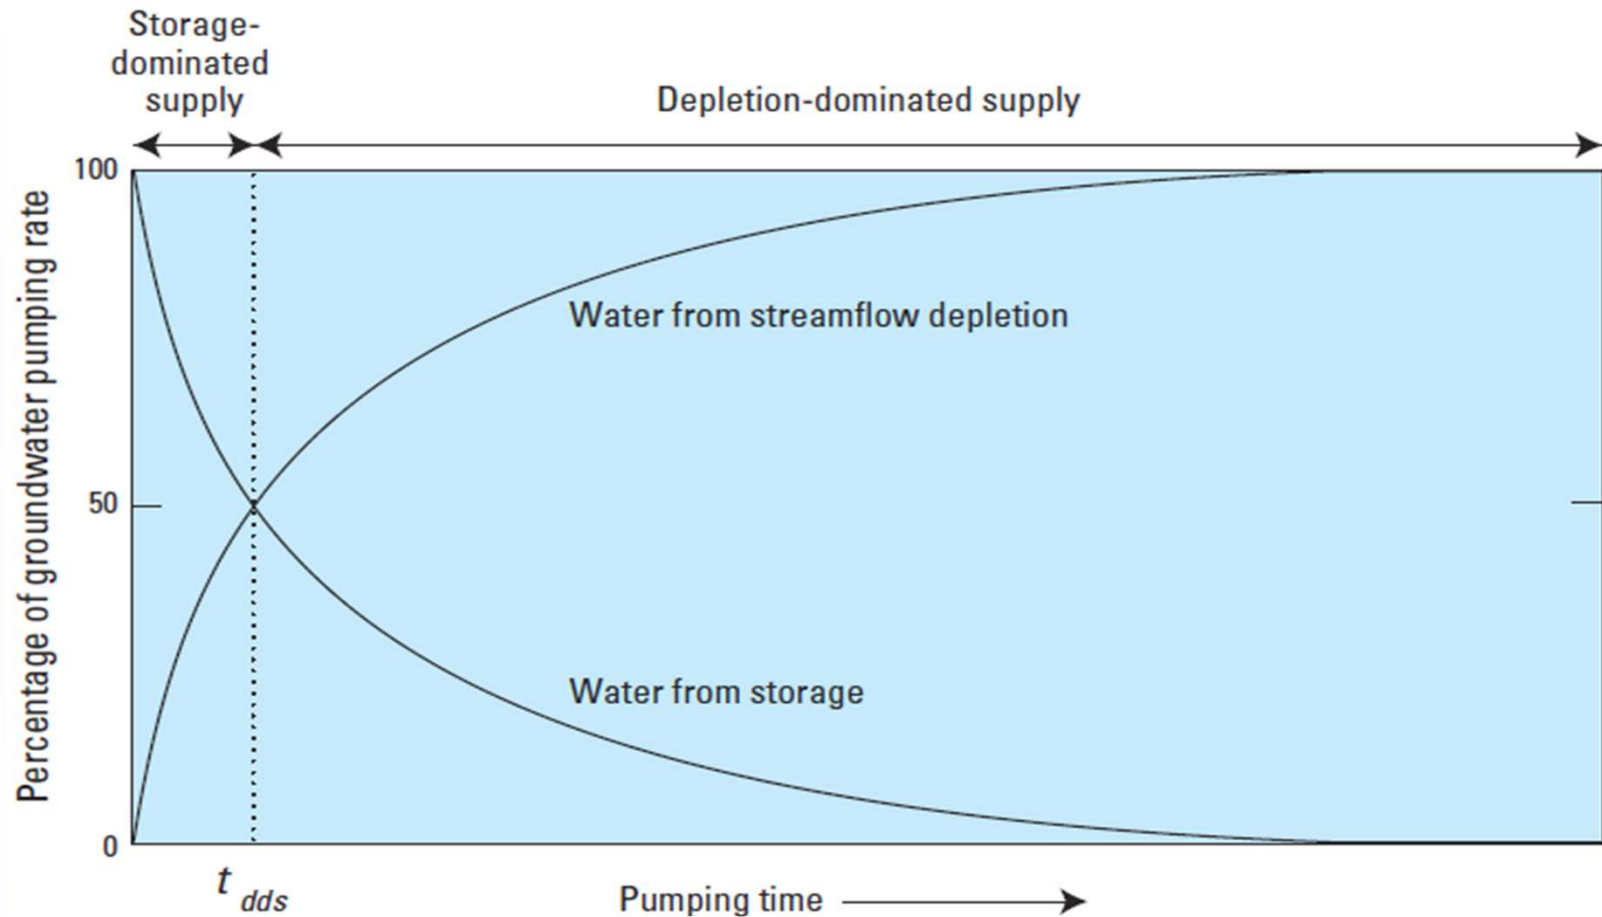 Storage-
dominated
supply
Depletion-dominated supply
100
50
0
Percentage of groundwater pumping rate
Water from streamflow depletion
Water from storage
t dds
Pumping time